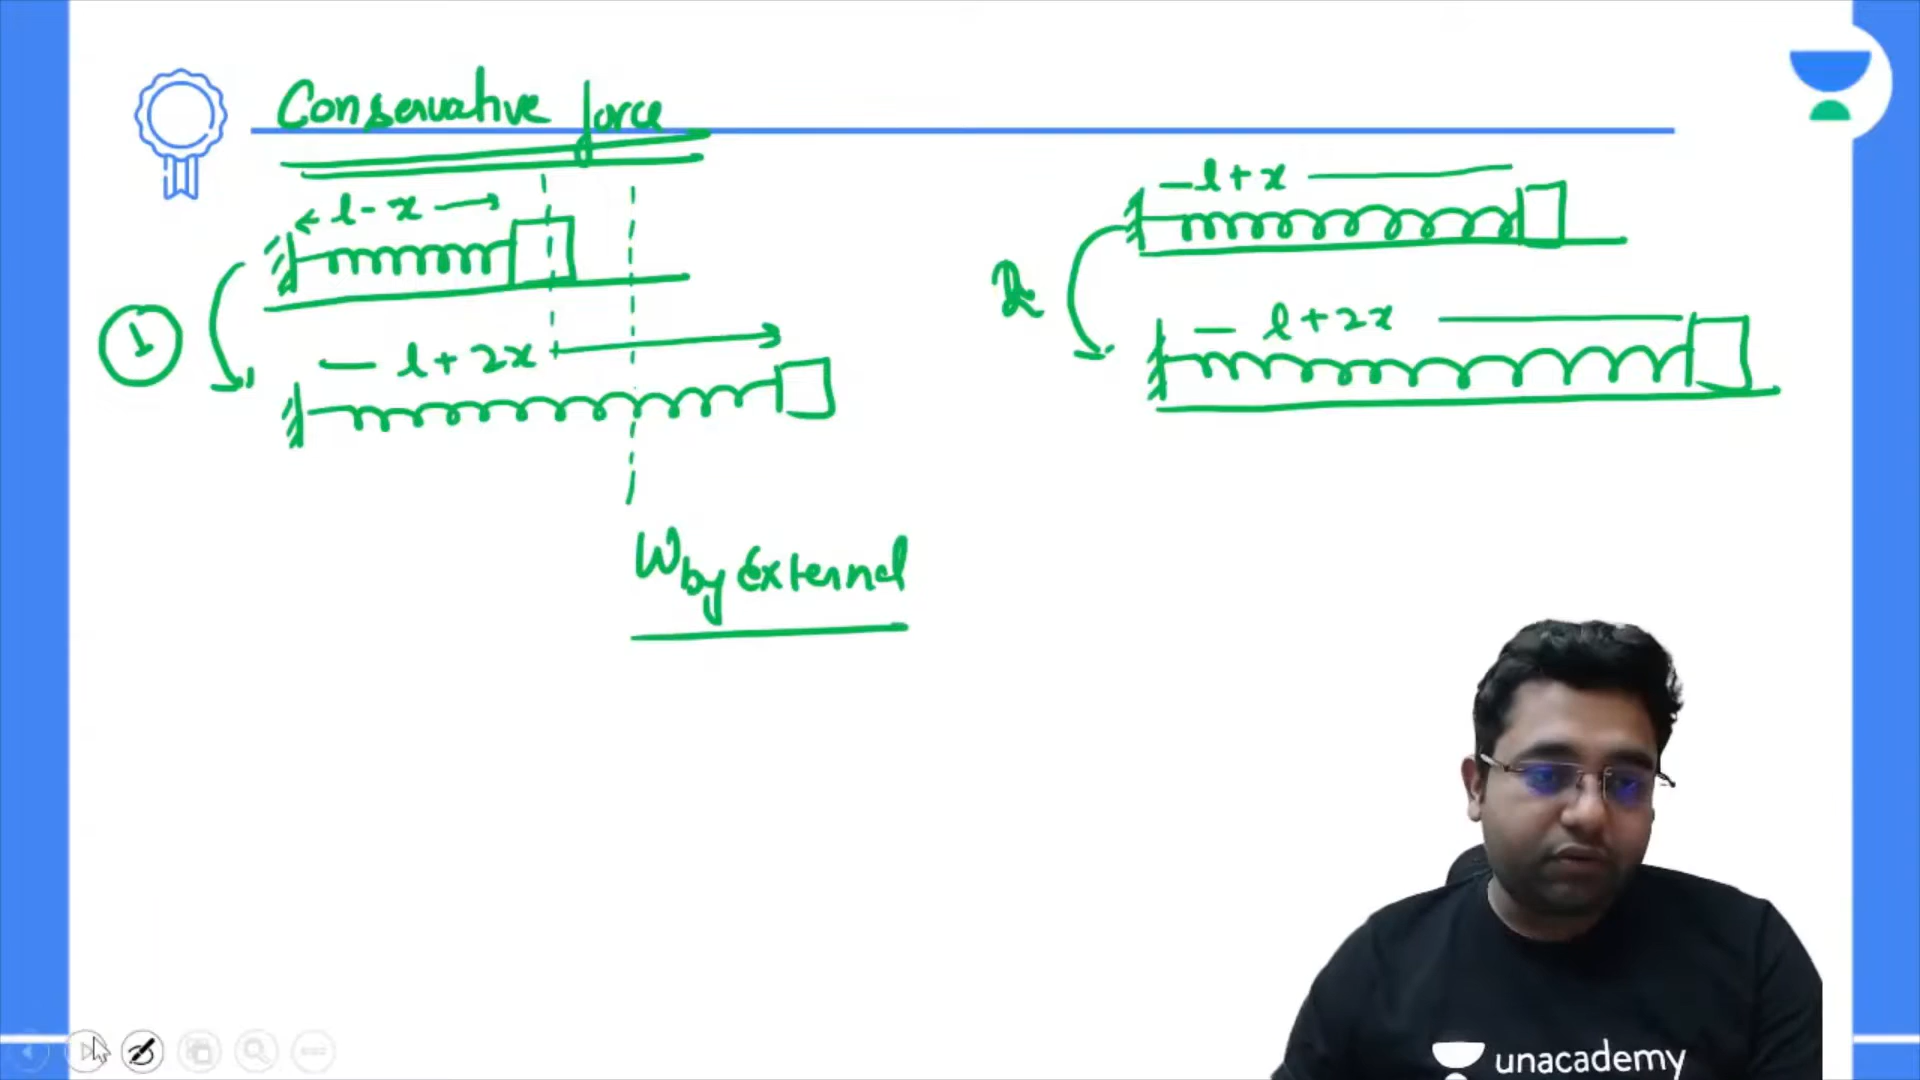 Conservative force
l - x
l + 2x
1
l + x
2
l + 2x
W by external
unacademy